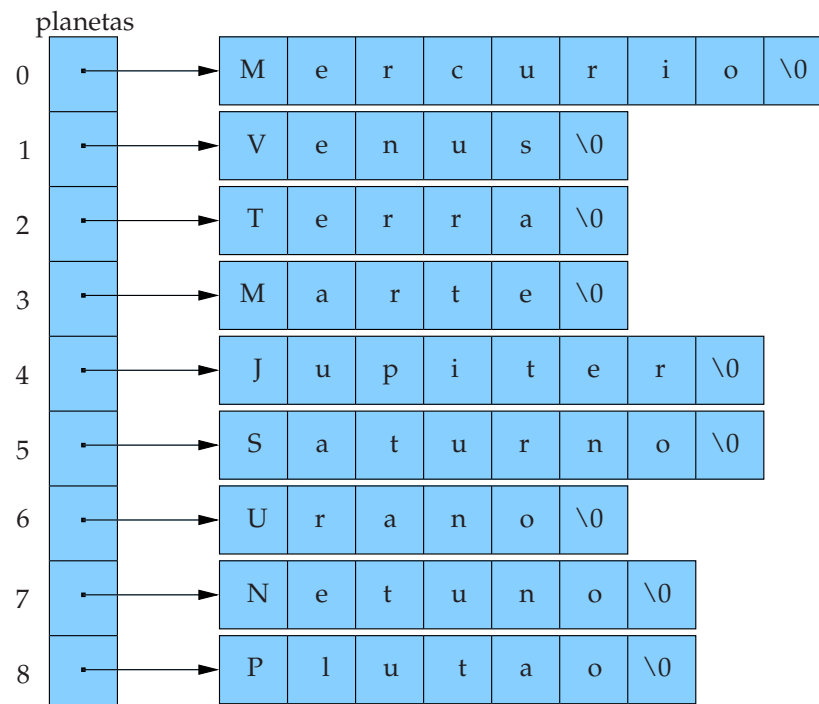 planetas
0 M e r c u r i o \0
1 V e n u s \0
2 T e r r a \0
3 M a r t e \0
4 J u p i t e r \0
5 S a t u r n o \0
6 U r a n o \0
7 N e t u n o \0
8 P l u t a o \0